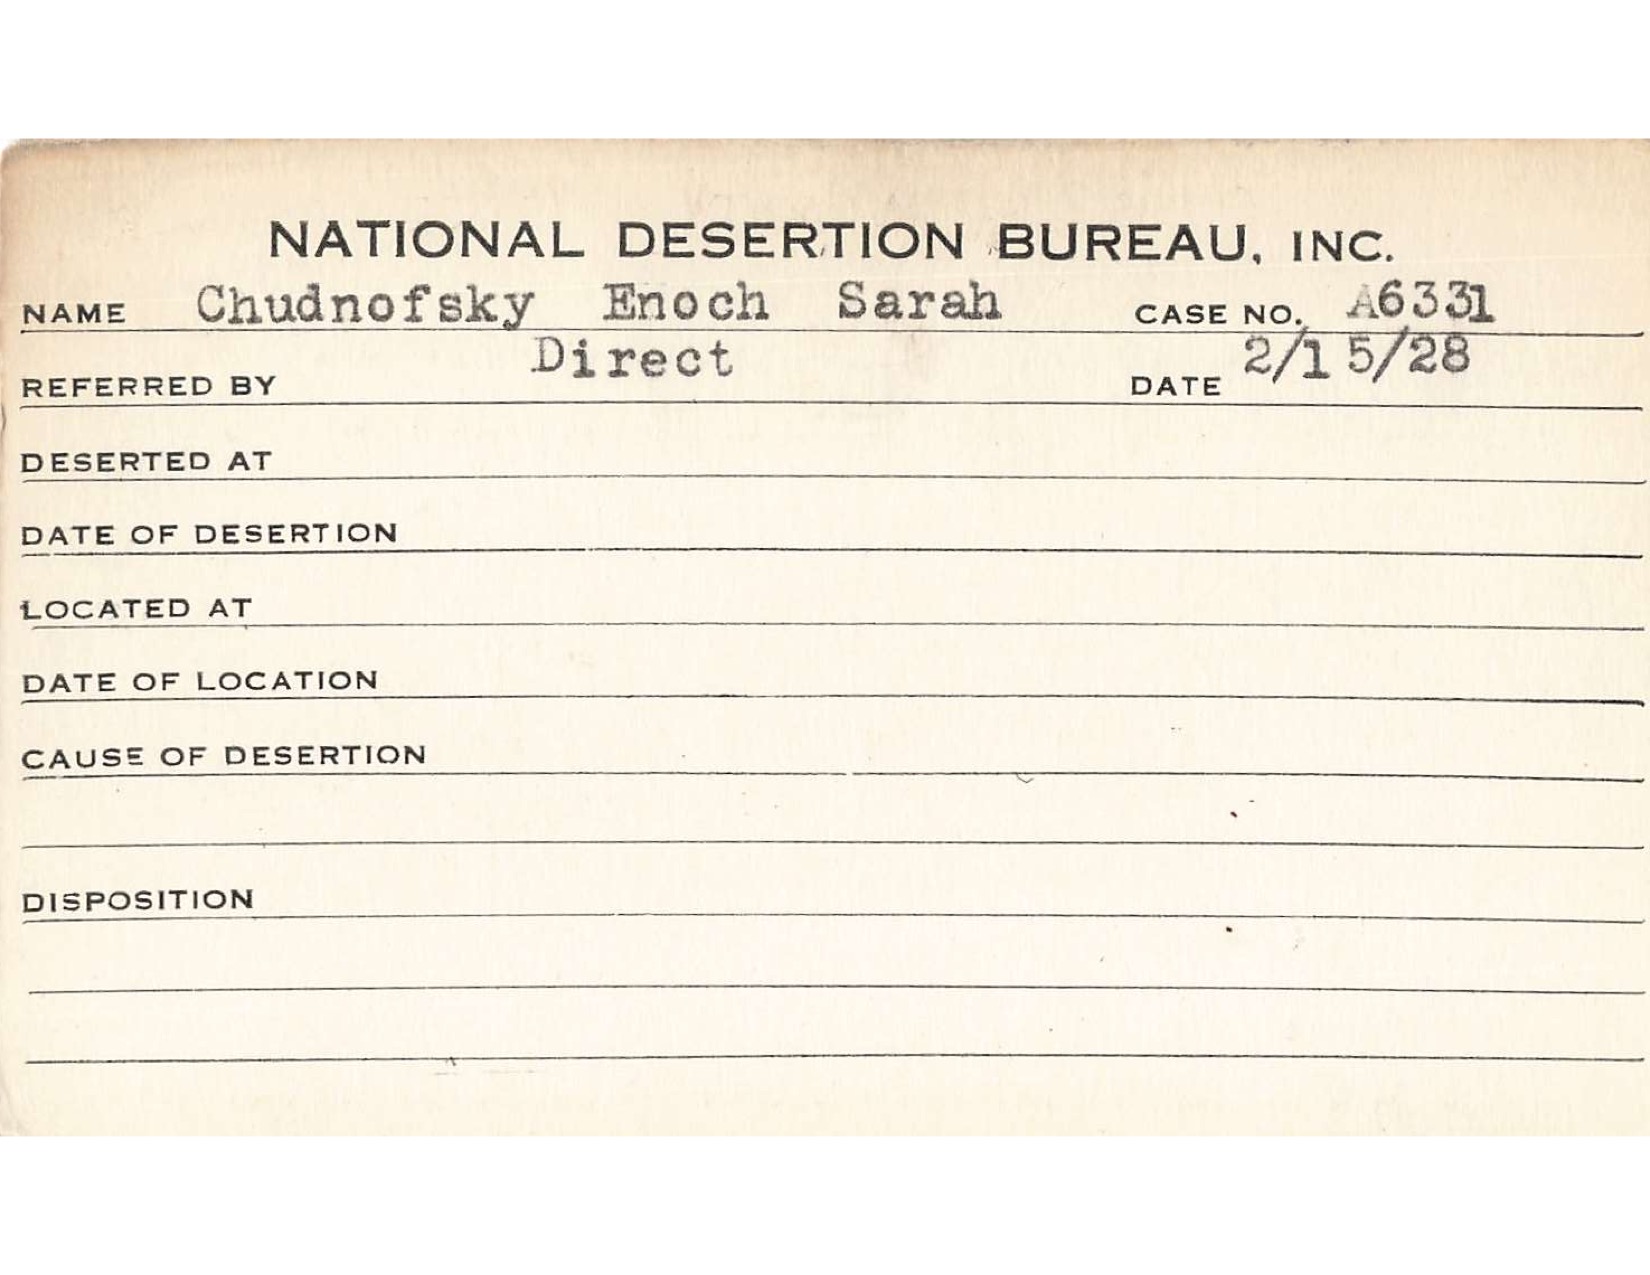 NATIONAL DESERTION BUREAU, INC.
NAME Chudnofsky Enoch Sarah CASE NO. A6331
REFERRED BY Direct DATE 2/15/28
DESERTED AT
DATE OF DESERTION
LOCATED AT
DATE OF LOCATION
CAUSE OF DESERTION
DISPOSITION